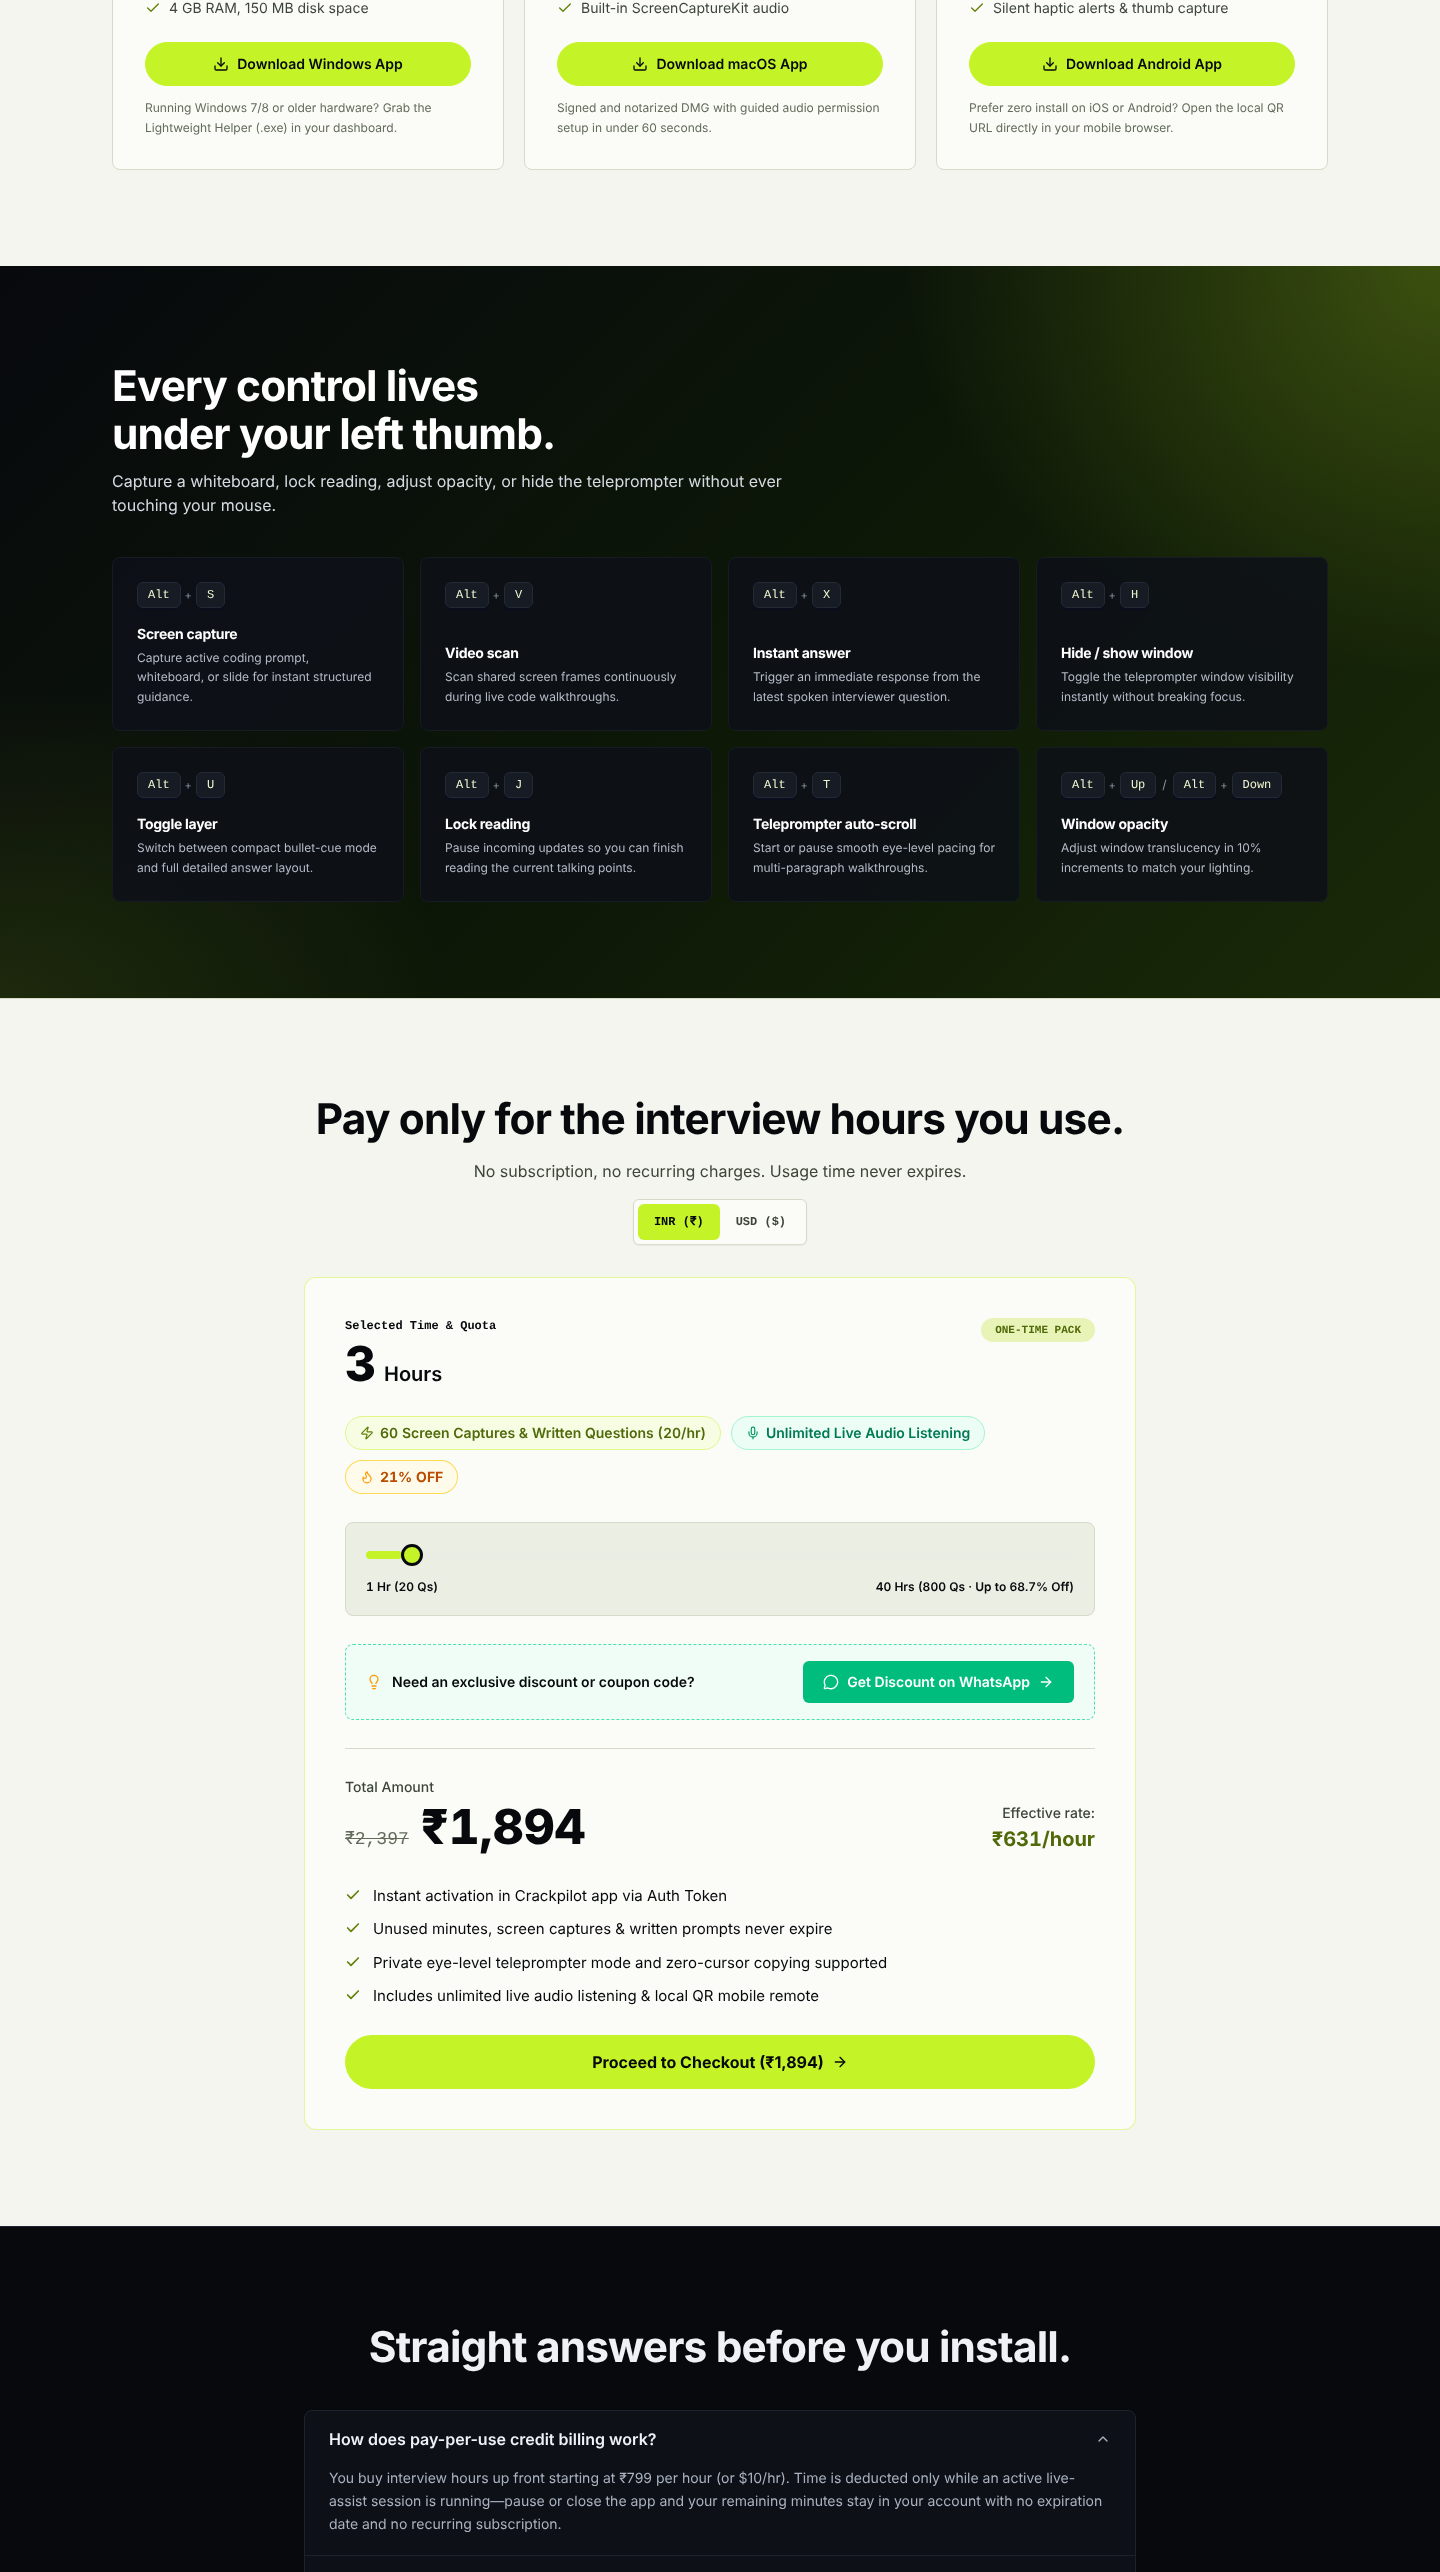 4 GB RAM, 150 MB disk space
Download Windows App
Running Windows 7/8 or older hardware? Grab the
Lightweight Helper (.exe) in your dashboard.
Built-in ScreenCaptureKit audio
Download macOS App
Signed and notarized DMG with guided audio permission
setup in under 60 seconds.
Silent haptic alerts & thumb capture
Download Android App
Prefer zero install on iOS or Android? Open the local QR
URL directly in your mobile browser.
Every control lives
under your left thumb.
Capture a whiteboard, lock reading, adjust opacity, or hide the teleprompter without ever
touching your mouse.
Alt + S
Screen capture
Capture active coding prompt,
whiteboard, or slide for instant structured
guidance.
Alt + V
Video scan
Scan shared screen frames continuously
during live code walkthroughs.
Alt + X
Instant answer
Trigger an immediate response from the
latest spoken interviewer question.
Alt + H
Hide / show window
Toggle the teleprompter window visibility
instantly without breaking focus.
Alt + U
Toggle layer
Switch between compact bullet-cue mode
and full detailed answer layout.
Alt + J
Lock reading
Pause incoming updates so you can finish
reading the current talking points.
Alt + T
Teleprompter auto-scroll
Start or pause smooth eye-level pacing for
multi-paragraph walkthroughs.
Alt + Up / Alt + Down
Window opacity
Adjust window translucency in 10%
increments to match your lighting.
Pay only for the interview hours you use.
No subscription, no recurring charges. Usage time never expires.
INR (₹) USD ($)
Selected Time & Quota
ONE-TIME PACK
3 Hours
60 Screen Captures & Written Questions (20/hr)
Unlimited Live Audio Listening
21% OFF
1 Hr (20 Qs)
40 Hrs (800 Qs · Up to 68.7% Off)
Need an exclusive discount or coupon code?
Get Discount on WhatsApp
Total Amount
₹2,397 ₹1,894
Effective rate:
₹631/hour
Instant activation in Crackpilot app via Auth Token
Unused minutes, screen captures & written prompts never expire
Private eye-level teleprompter mode and zero-cursor copying supported
Includes unlimited live audio listening & local QR mobile remote
Proceed to Checkout (₹1,894)
Straight answers before you install.
How does pay-per-use credit billing work?
You buy interview hours up front starting at ₹799 per hour (or $10/hr). Time is deducted only while an active live-
assist session is running—pause or close the app and your remaining minutes stay in your account with no expiration
date and no recurring subscription.